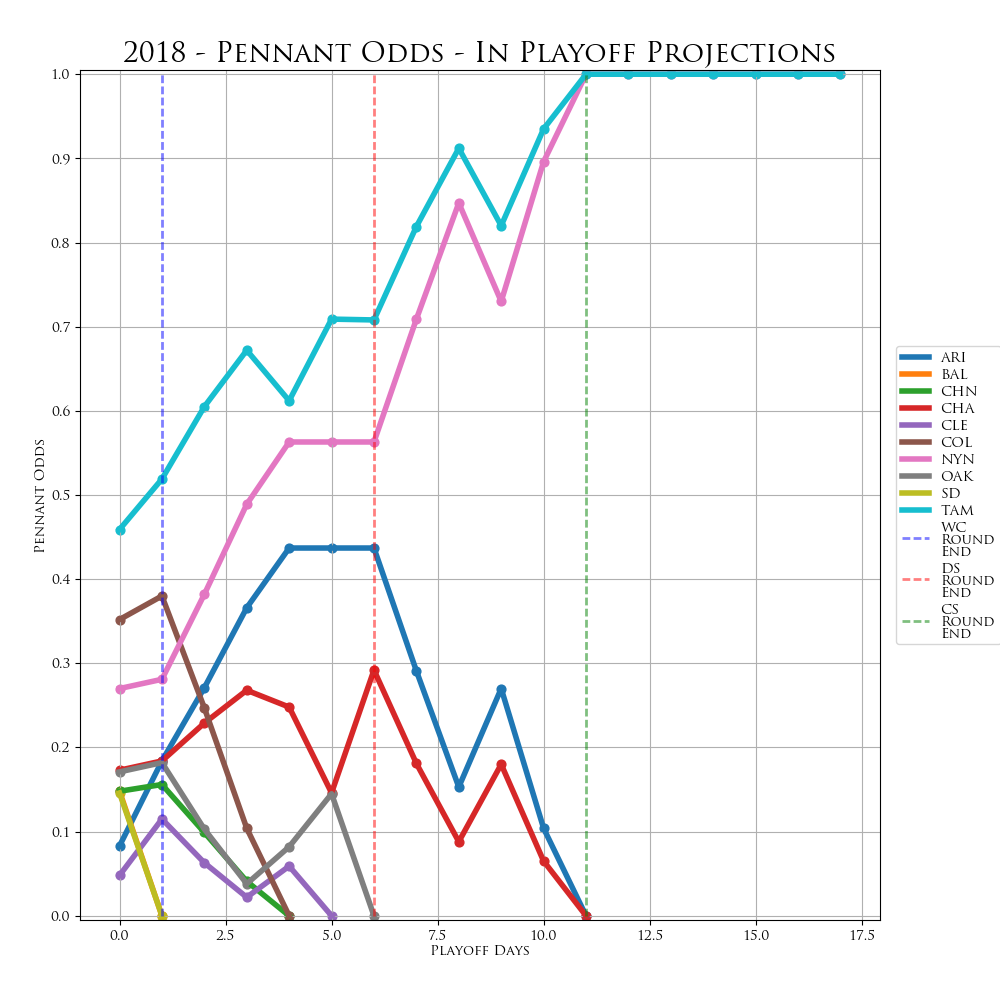 2018 - Pennant Odds - In Playoff Projections
1.0
0.9
0.8
0.7
0.6
0.5
0.4
0.3
0.2
0.1
0.0
Pennant Odds
0.0 2.5 5.0 7.5 10.0 12.5 15.0 17.5
Playoff Days
ARI
BAL
CHN
CHA
CLE
COL
NYN
OAK
SD
TAM
WC
Round
End
DS
Round
End
CS
Round
End